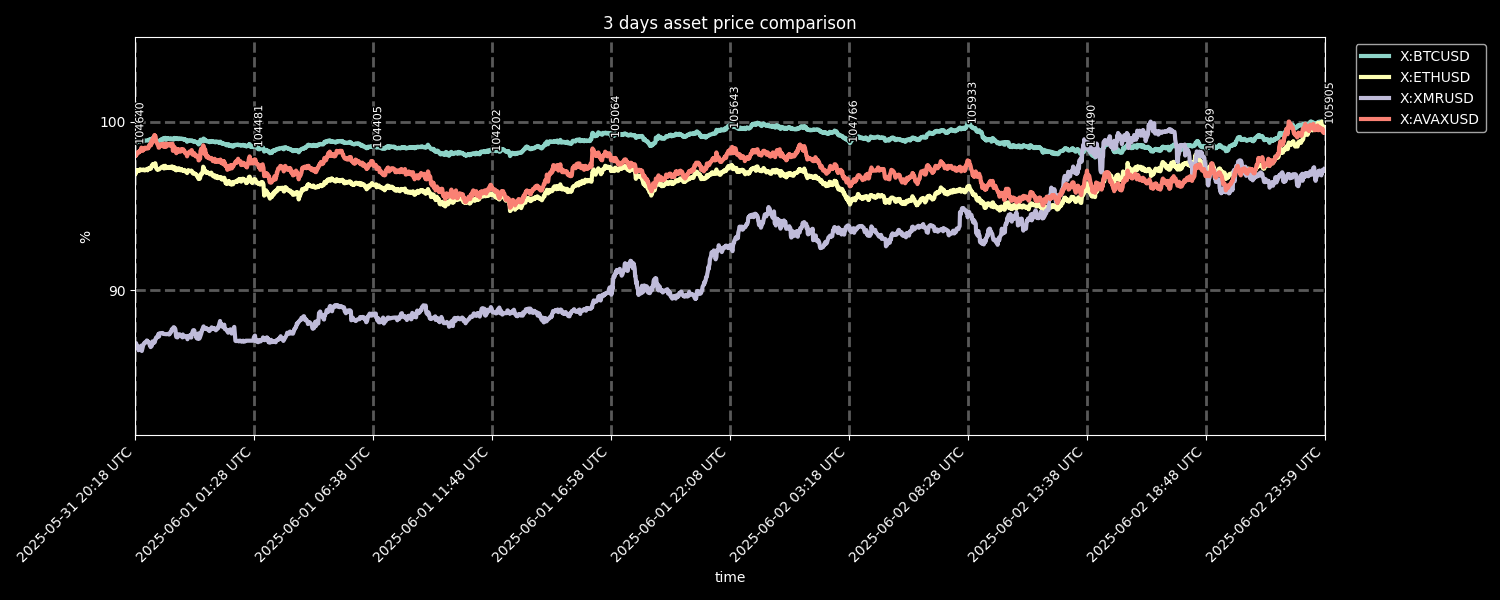 3 days asset price comparison
X:BTCUSD
X:ETHUSD
X:XMRUSD
X:AVAXUSD
100
90
%
104640
104481
104405
104202
105064
105643
104766
105933
104490
104269
105905
2025-05-31 20:18 UTC
2025-06-01 01:28 UTC
2025-06-01 06:38 UTC
2025-06-01 11:48 UTC
2025-06-01 16:58 UTC
2025-06-01 22:08 UTC
2025-06-02 03:18 UTC
2025-06-02 08:28 UTC
2025-06-02 13:38 UTC
2025-06-02 18:48 UTC
2025-06-02 23:59 UTC
time